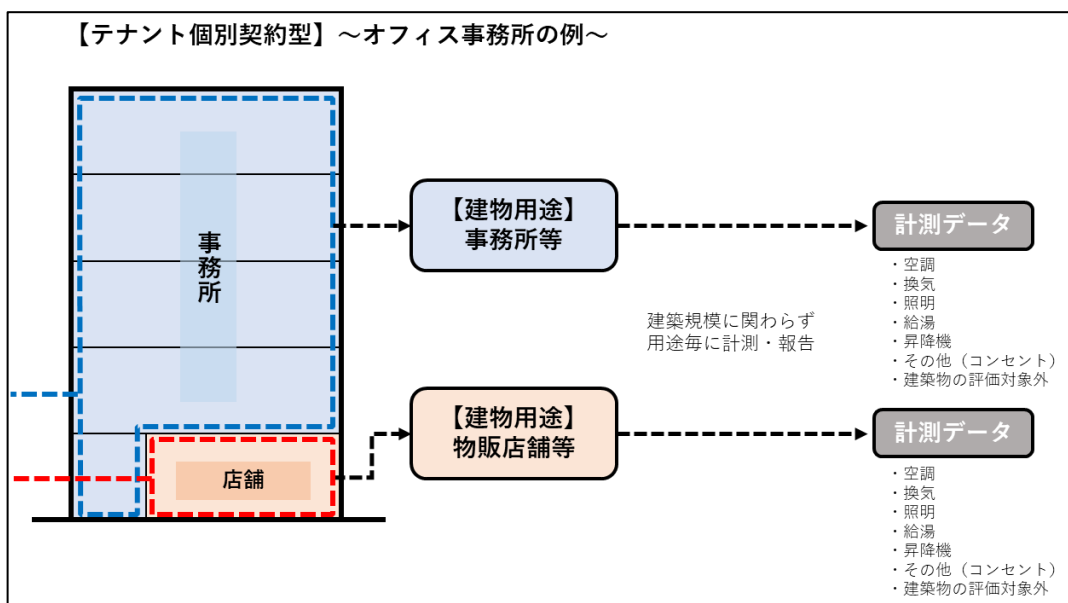 【テナント個別契約型】～オフィス事務所の例～
事務所
【建物用途】
事務所等
計測データ
・空調
・換気
・照明
・給湯
・昇降機
・その他（コンセント）
・建築物の評価対象外
建築規模に関わらず
用途毎に計測・報告
店舗
【建物用途】
物販店舗等
計測データ
・空調
・換気
・照明
・給湯
・昇降機
・その他（コンセント）
・建築物の評価対象外